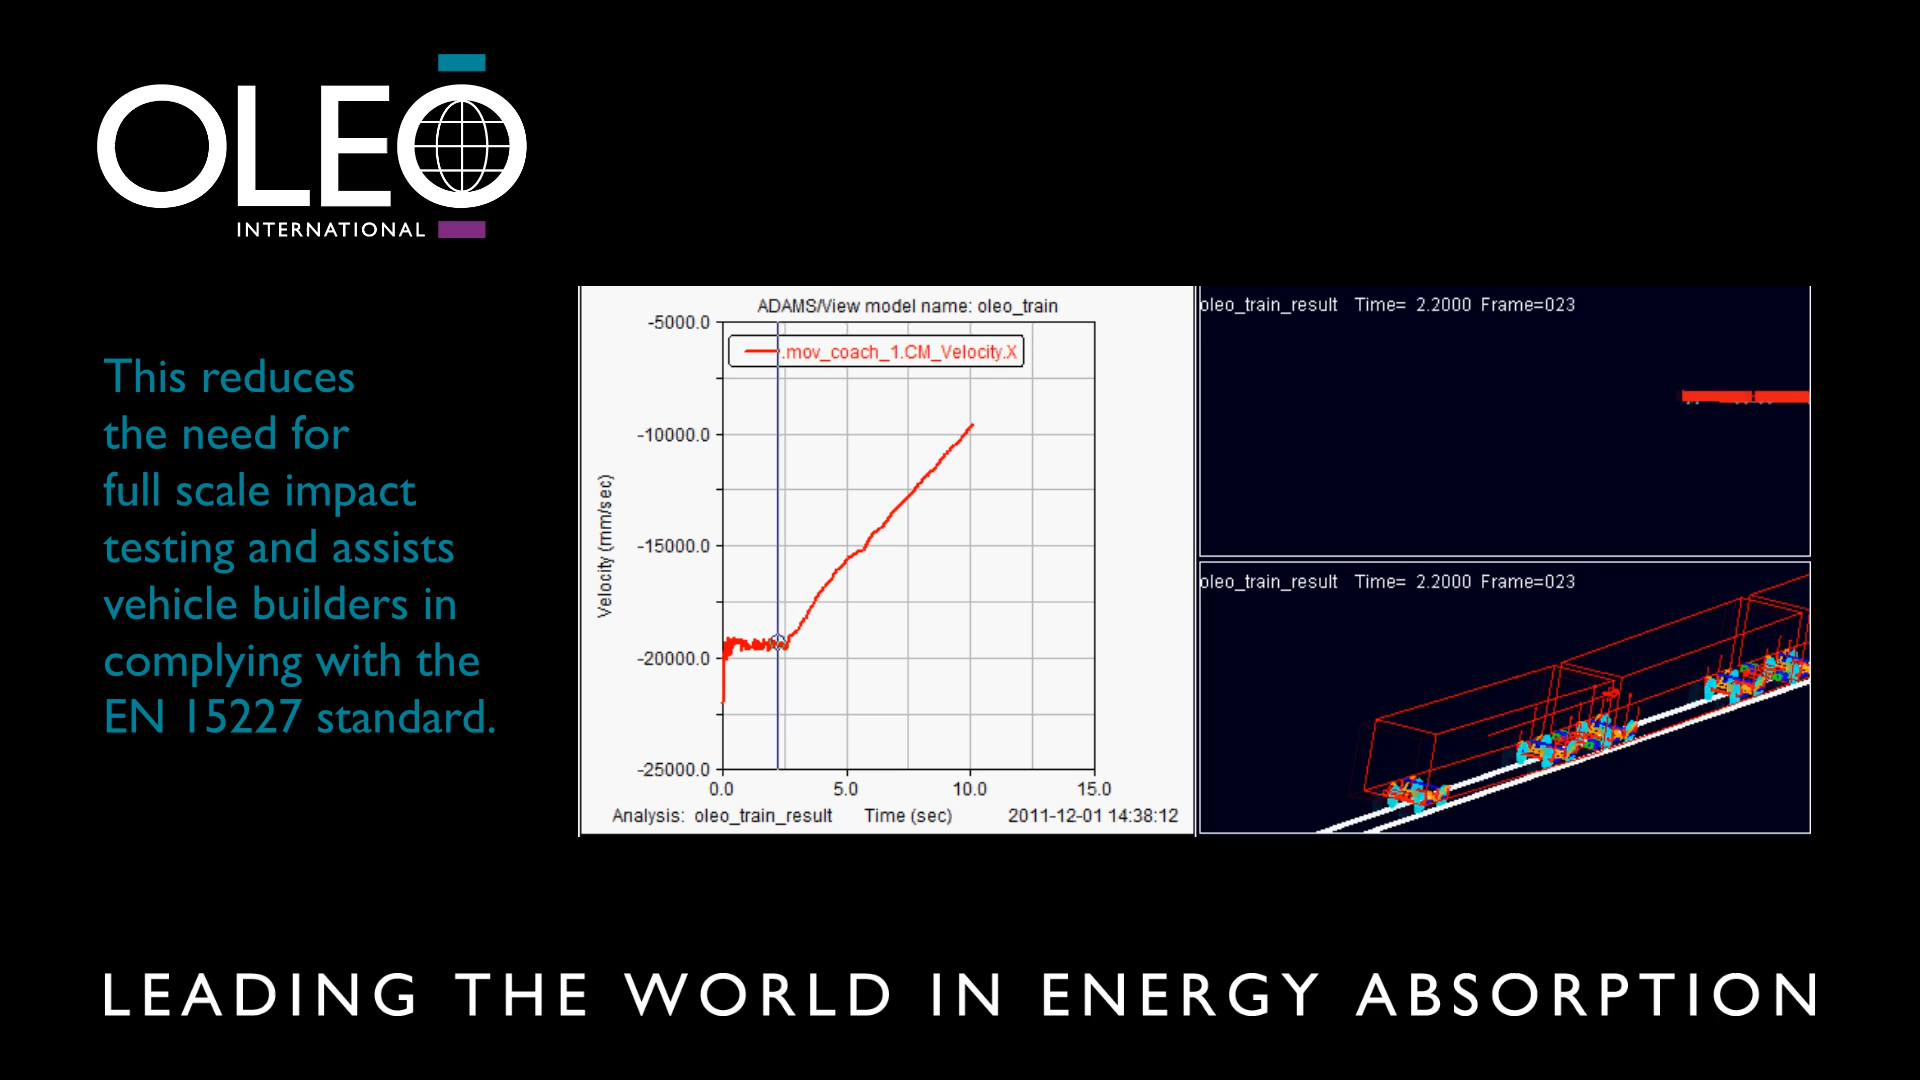 OLEO
INTERNATIONAL
This reduces
the need for
full scale impact
testing and assists
vehicle builders in
complying with the
EN 15227 standard.
ADAMS/View model name: oleo_train
.mov_coach_1.CM_Velocity.X
Velocity (mm/sec)
-5000.0
-10000.0
-15000.0
-20000.0
-25000.0
0.0 5.0 10.0 15.0
Analysis: oleo_train_result Time (sec) 2011-12-01 14:38:12
oleo_train_result Time= 2.2000 Frame=023
oleo_train_result Time= 2.2000 Frame=023
LEADING THE WORLD IN ENERGY ABSORPTION